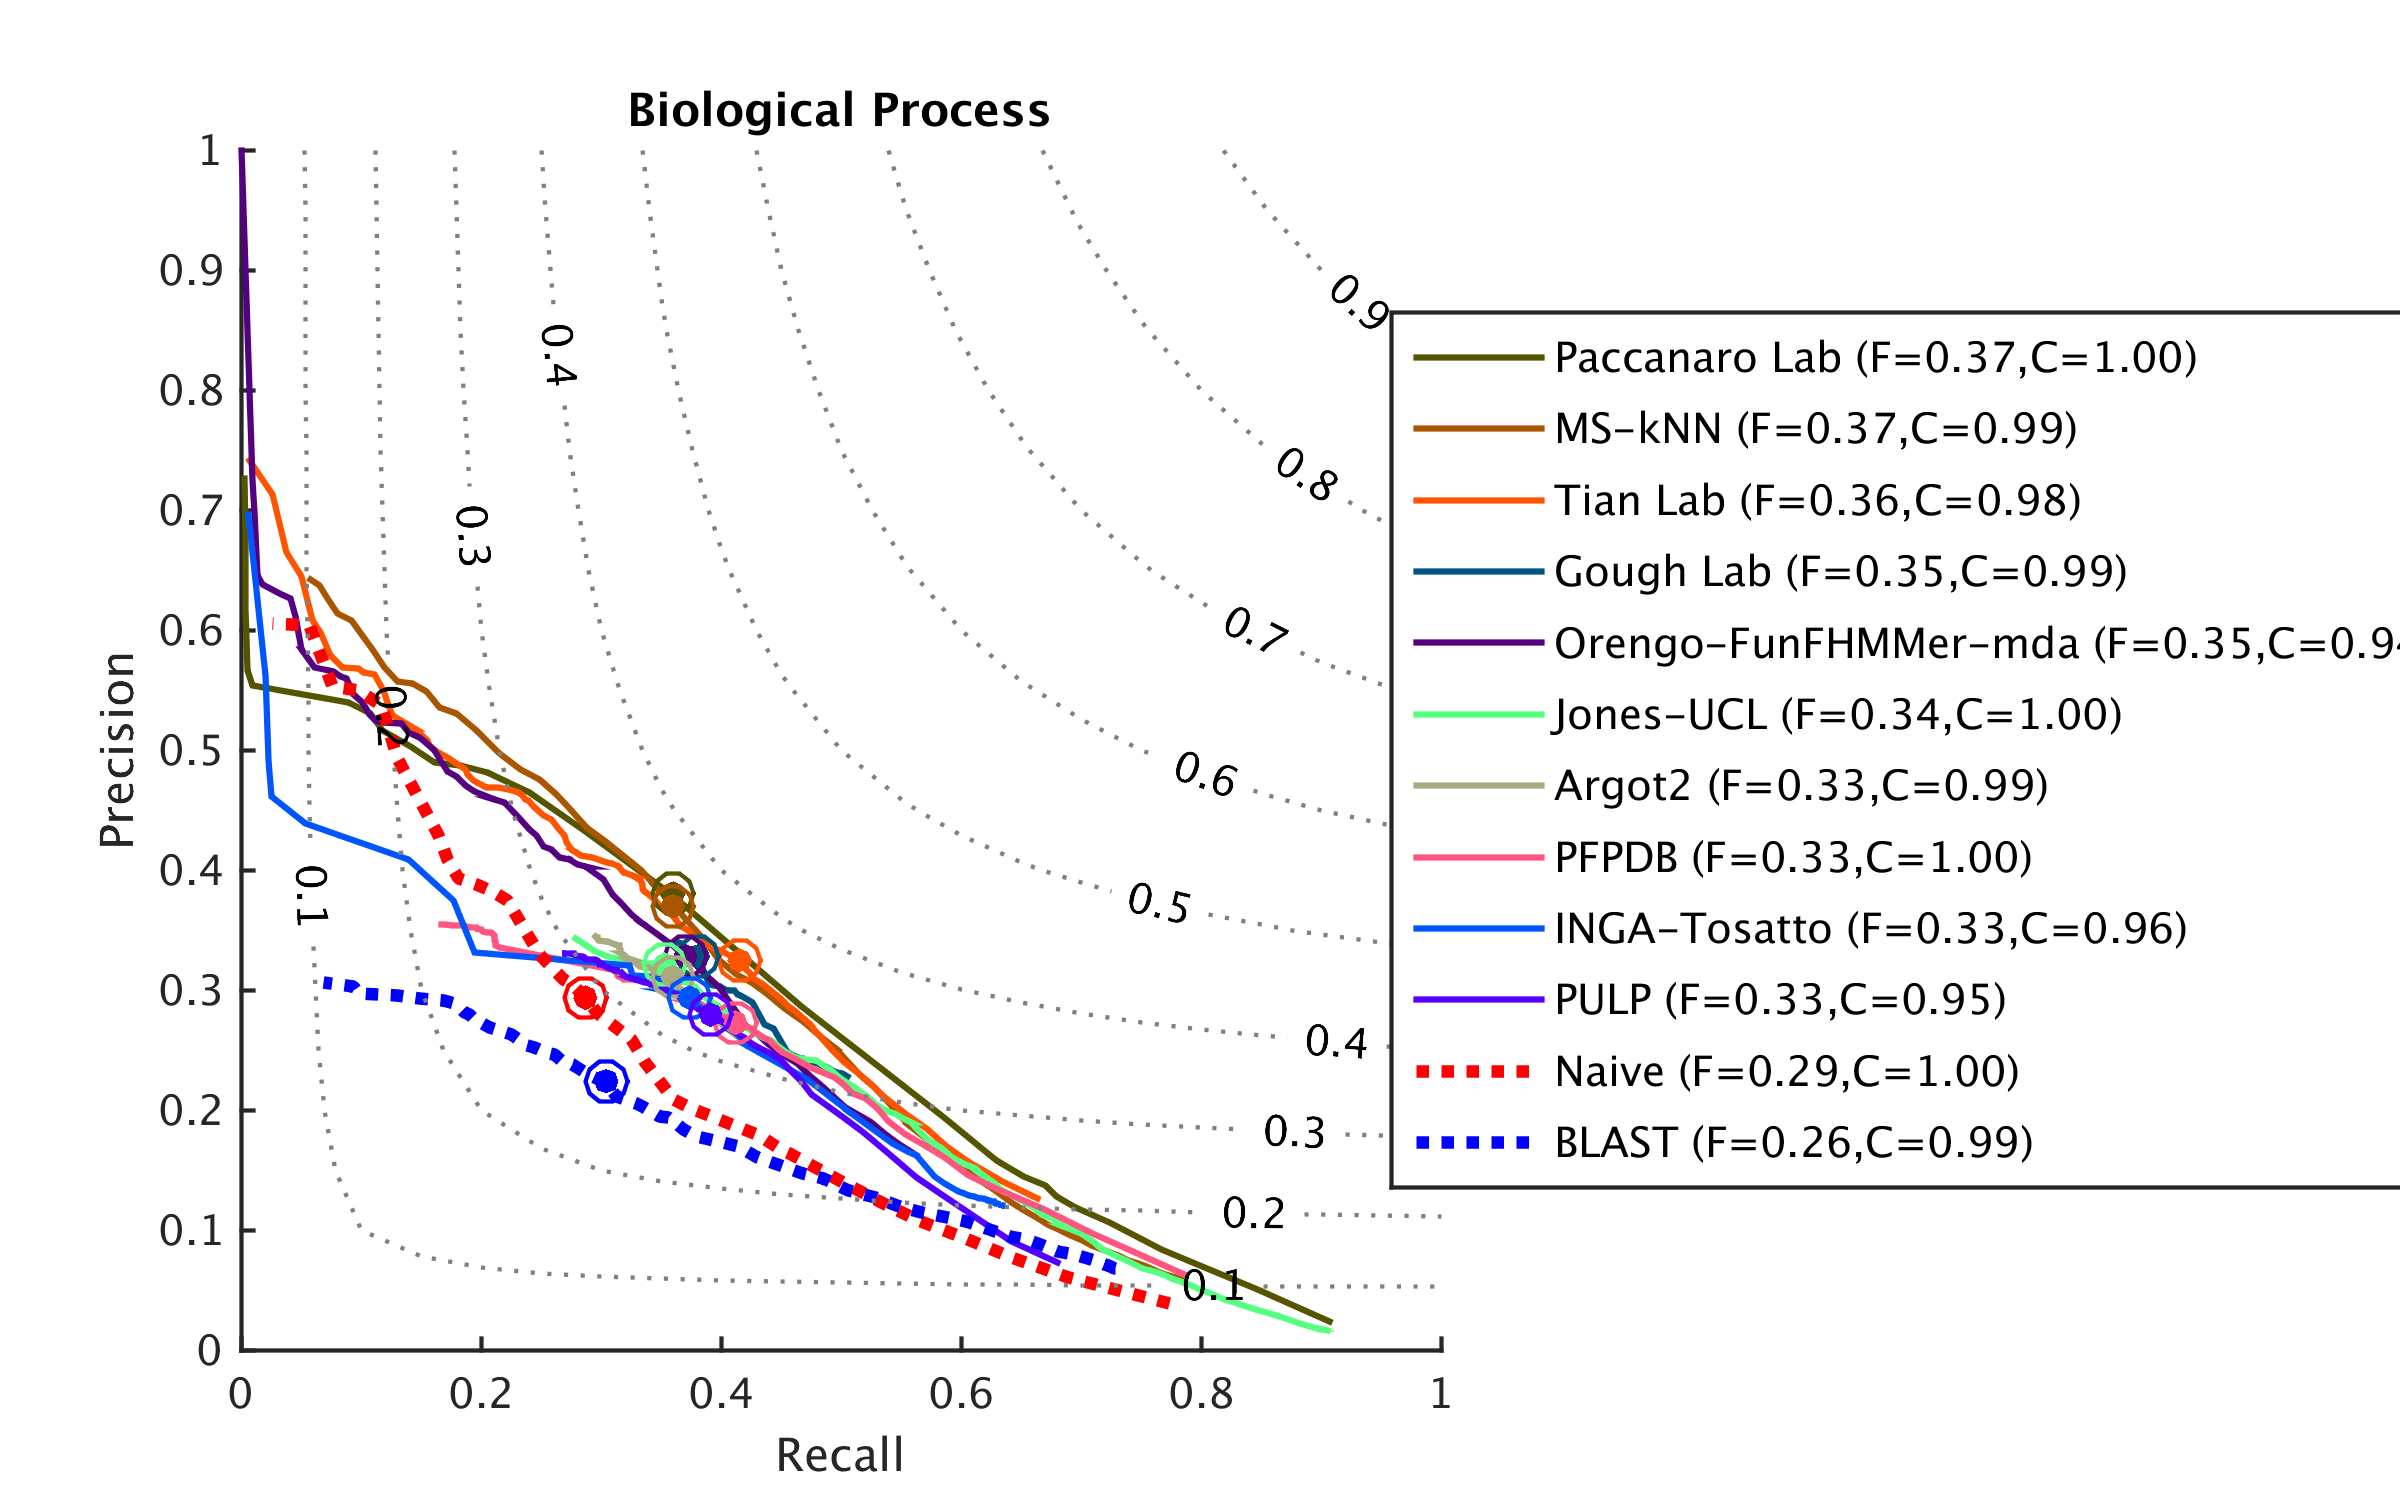 Biological Process
Precision
1
0.9
0.8
0.7
0.6
0.5
0.4
0.3
0.2
0.1
0
0
0.2
0.4
0.6
0.8
1
Recall
0.4
0.3
0.2
0.1
0.9
0.8
0.7
0.6
0.5
0.4
0.3
0.2
0.1
Paccanaro Lab (F=0.37,C=1.00)
MS-kNN (F=0.37,C=0.99)
Tian Lab (F=0.36,C=0.98)
Gough Lab (F=0.35,C=0.99)
Orengo-FunFHMMer-mda (F=0.35,C=0.94
Jones-UCL (F=0.34,C=1.00)
Argot2 (F=0.33,C=0.99)
PFPDB (F=0.33,C=1.00)
INGA-Tosatto (F=0.33,C=0.96)
PULP (F=0.33,C=0.95)
Naive (F=0.29,C=1.00)
BLAST (F=0.26,C=0.99)